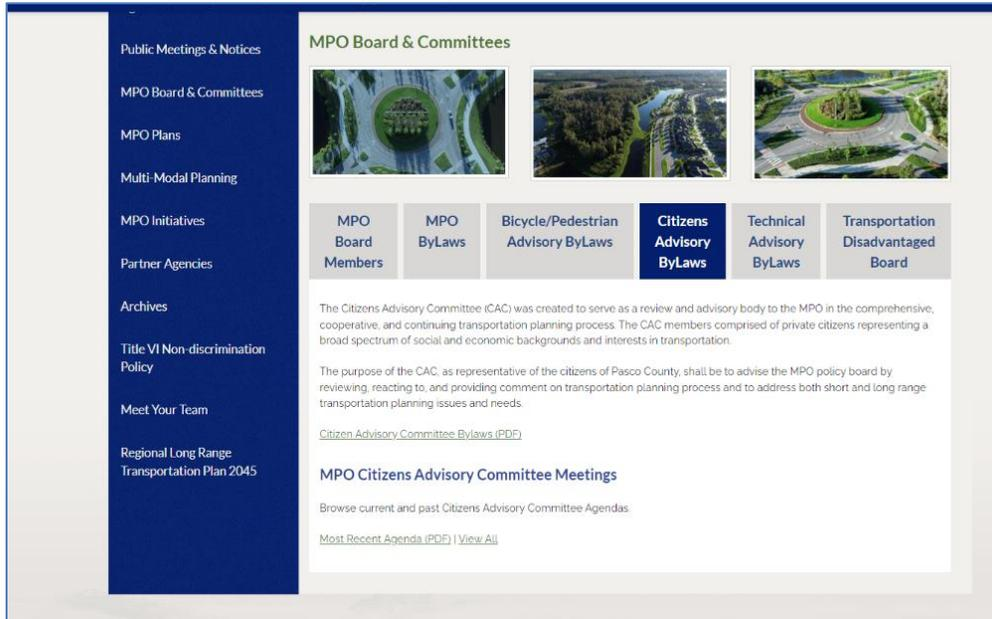 Public Meetings & Notices
MPO Board & Committees
MPO Plans
Multi-Modal Planning
MPO Initiatives
Partner Agencies
Archives
Title VI Non-discrimination
Policy
Meet Your Team
Regional Long Range
Transportation Plan 2045
MPO Board & Committees
MPO
Board
Members
MPO
ByLaws
Bicycle/Pedestrian
Advisory ByLaws
Citizens
Advisory
ByLaws
Technical
Advisory
ByLaws
Transportation
Disadvantaged
Board
The Citizens Advisory Committee (CAC) was created to serve as a review and advisory body to the MPO in the comprehensive,
cooperative, and continuing transportation planning process. The CAC members comprised of private citizens representing a
broad spectrum of social and economic backgrounds and interests in transportation.
The purpose of the CAC, as representative of the citizens of Pasco County, shall be to advise the MPO policy board by
reviewing, reacting to, and providing comment on transportation planning process and to address both short and long range
transportation planning issues and needs.
Citizen Advisory Committee Bylaws (PDF)
MPO Citizens Advisory Committee Meetings
Browse current and past Citizens Advisory Committee Agendas.
Most Recent Agenda (PDF) | View All